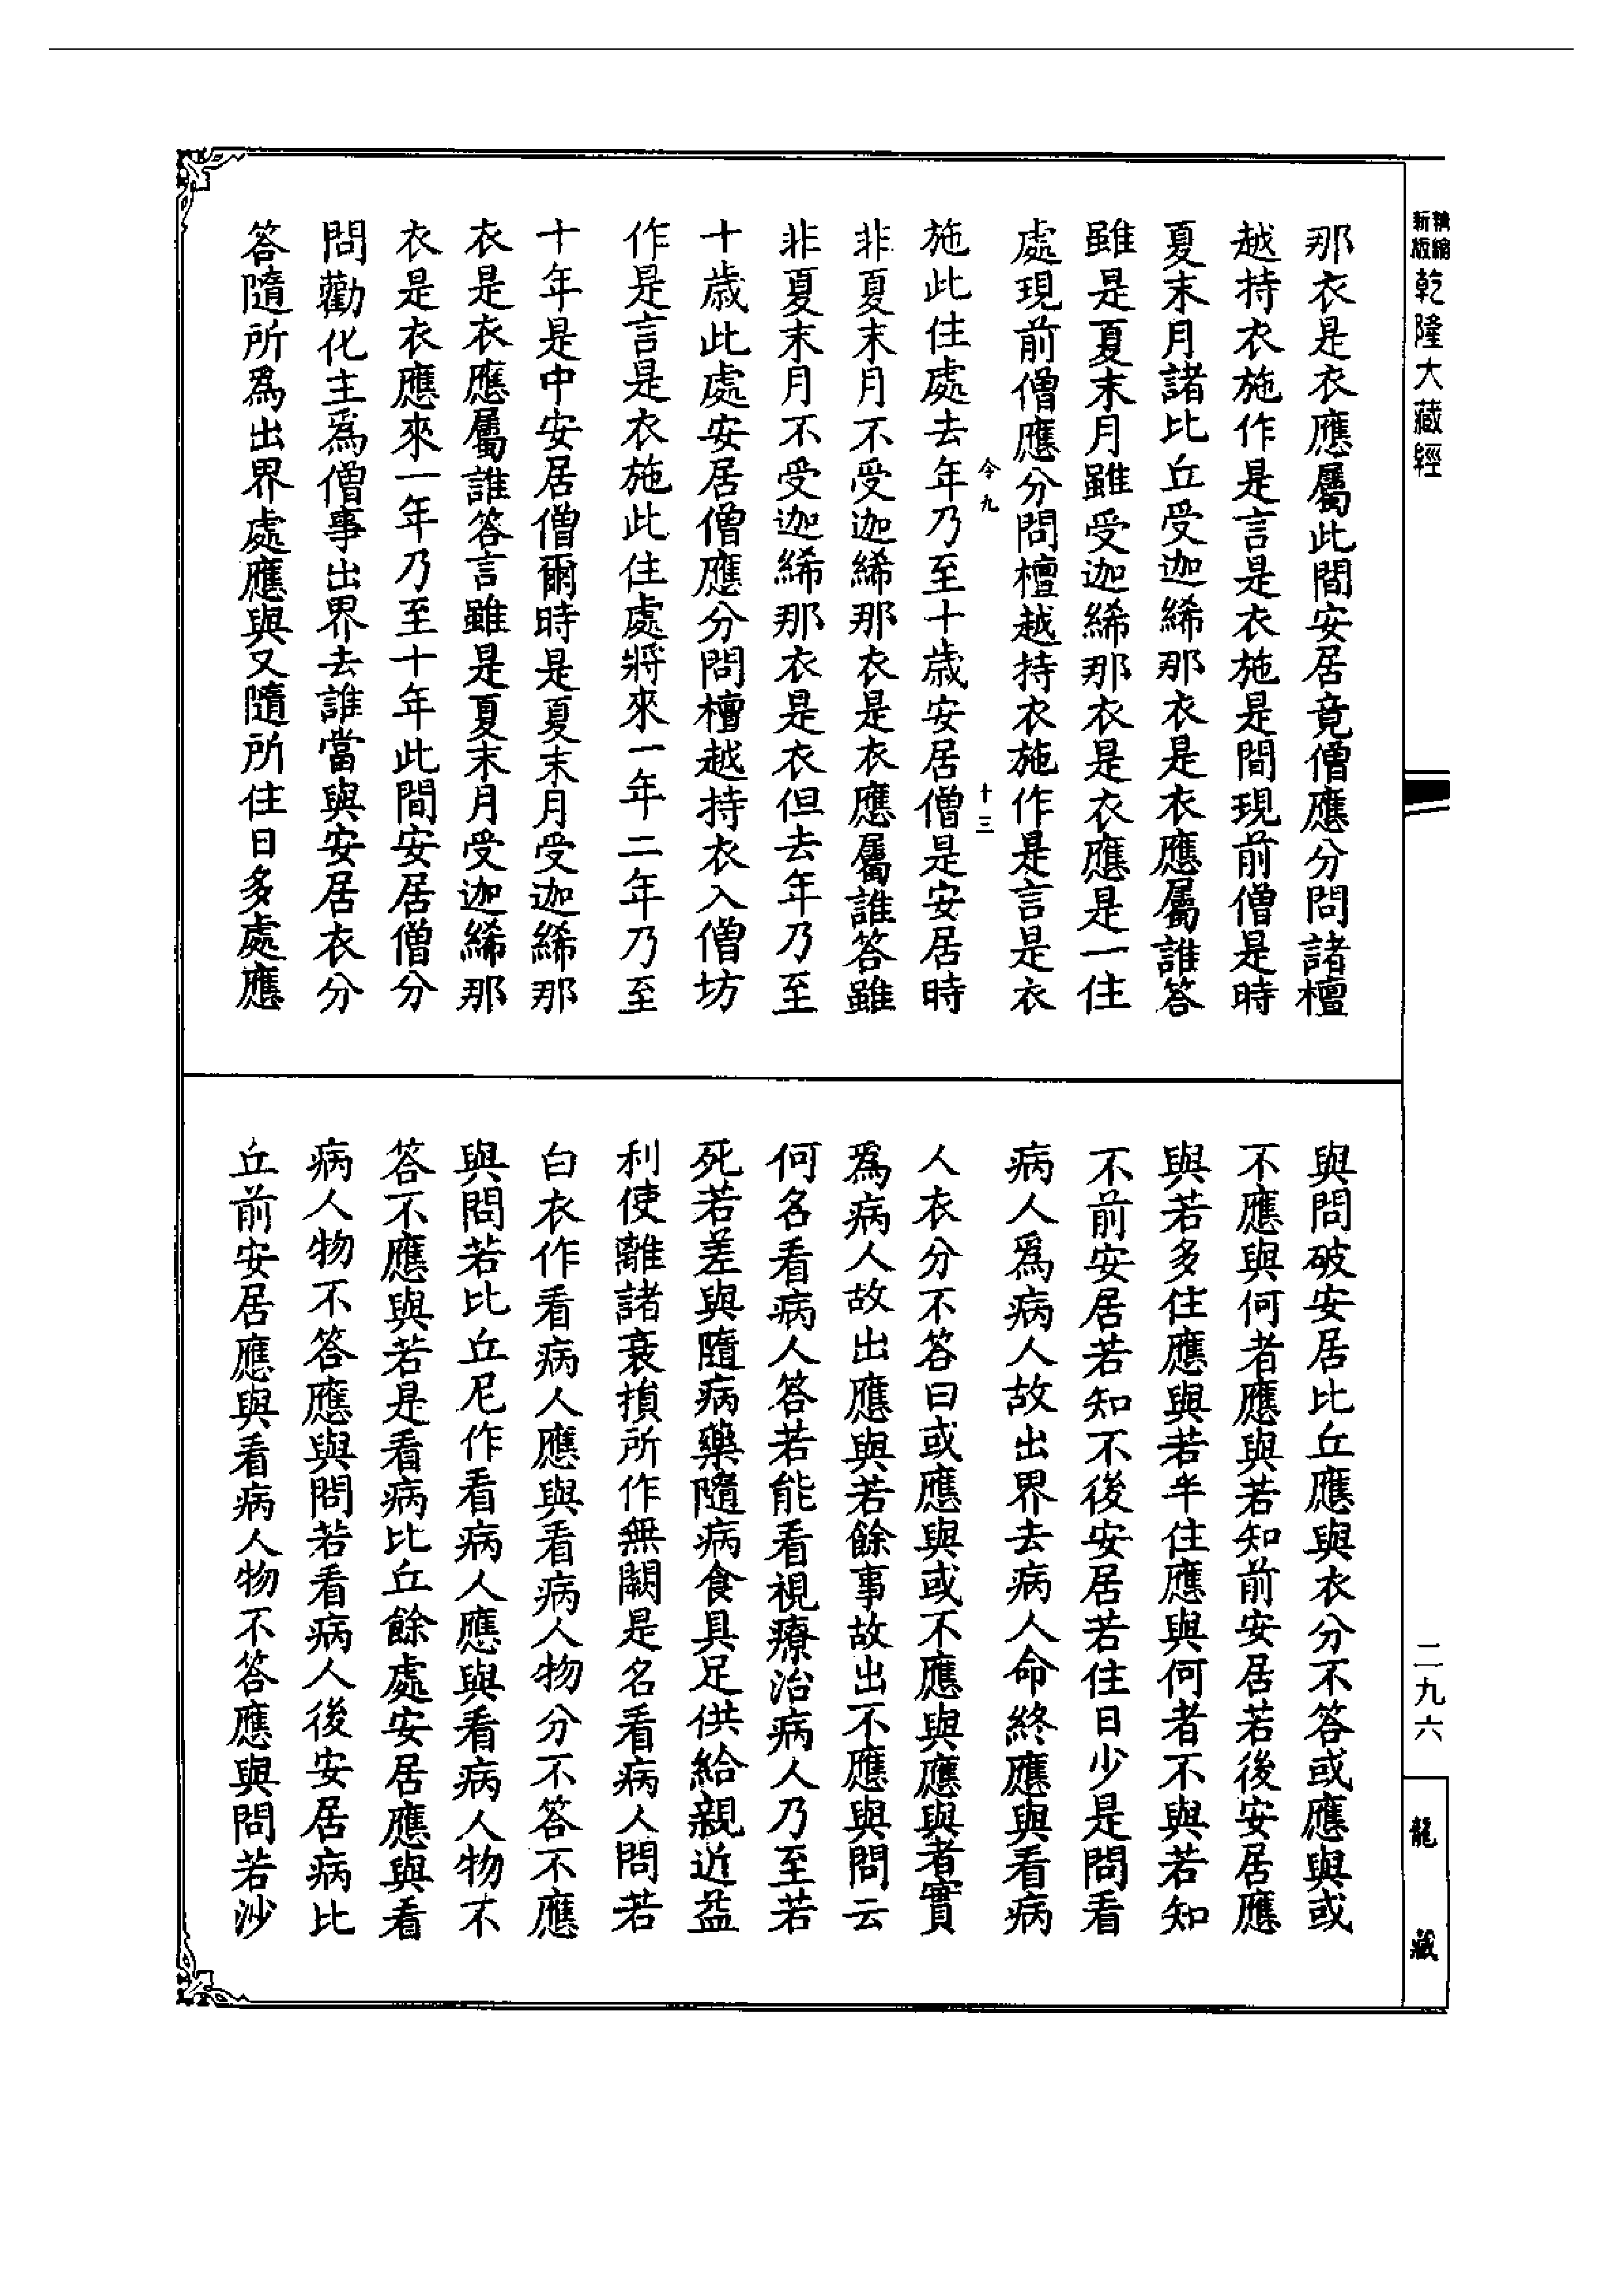 精縮新版乾隆大藏經
二九六
龍藏
那衣是衣應屬此間安居竟僧應分問諸檀
越持衣施作是言是衣施是間現前僧是時
夏末月諸比丘受迦絺那衣是衣應屬誰答
雖是夏末月雖受迦絺那衣是衣應是一住
處現前僧應分問檀越持衣施作是言是衣
令九 十三
施此住處去年乃至十歳安居僧是安居時
非夏末月不受迦絺那衣是衣應屬誰答雖
非夏末月不受迦絺那衣是衣但去年乃至
十歳此處安居僧應分問檀越持衣入僧坊
作是言是衣施此住處將來一年二年乃至
十年是中安居僧爾時是夏末月受迦絺那
衣是衣應屬誰答言雖是夏末月受迦絺那
衣是衣應來一年乃至十年此間安居僧分
問勸化主爲僧事出界去誰當與安居衣分
答隨所爲出界處應與又隨所住日多處應
與問破安居比丘應與衣分不答或應與或
不應與何者應與若知前安居若後安居應
與若多住應與若半住應與何者不與若知
不前安居若知不後安居若住日少是問看
病人爲病人故出界去病人命終應與看病
人衣分不答曰或應與或不應與應與者實
爲病人故出應與若餘事故出不應與問云
何名看病人答若能看視療治病人乃至若
死若差與隨病藥隨病食具足供給親近益
利使離諸衰損所作無闕是名看病人問若
白衣作看病人應與看病人物分不答不應
與問若比丘尼作看病人應與看病人物不
答不應與若是看病比丘餘處安居應與看
病人物不答應與問若看病人後安居病比
丘前安居應與看病人物不答應與問若沙